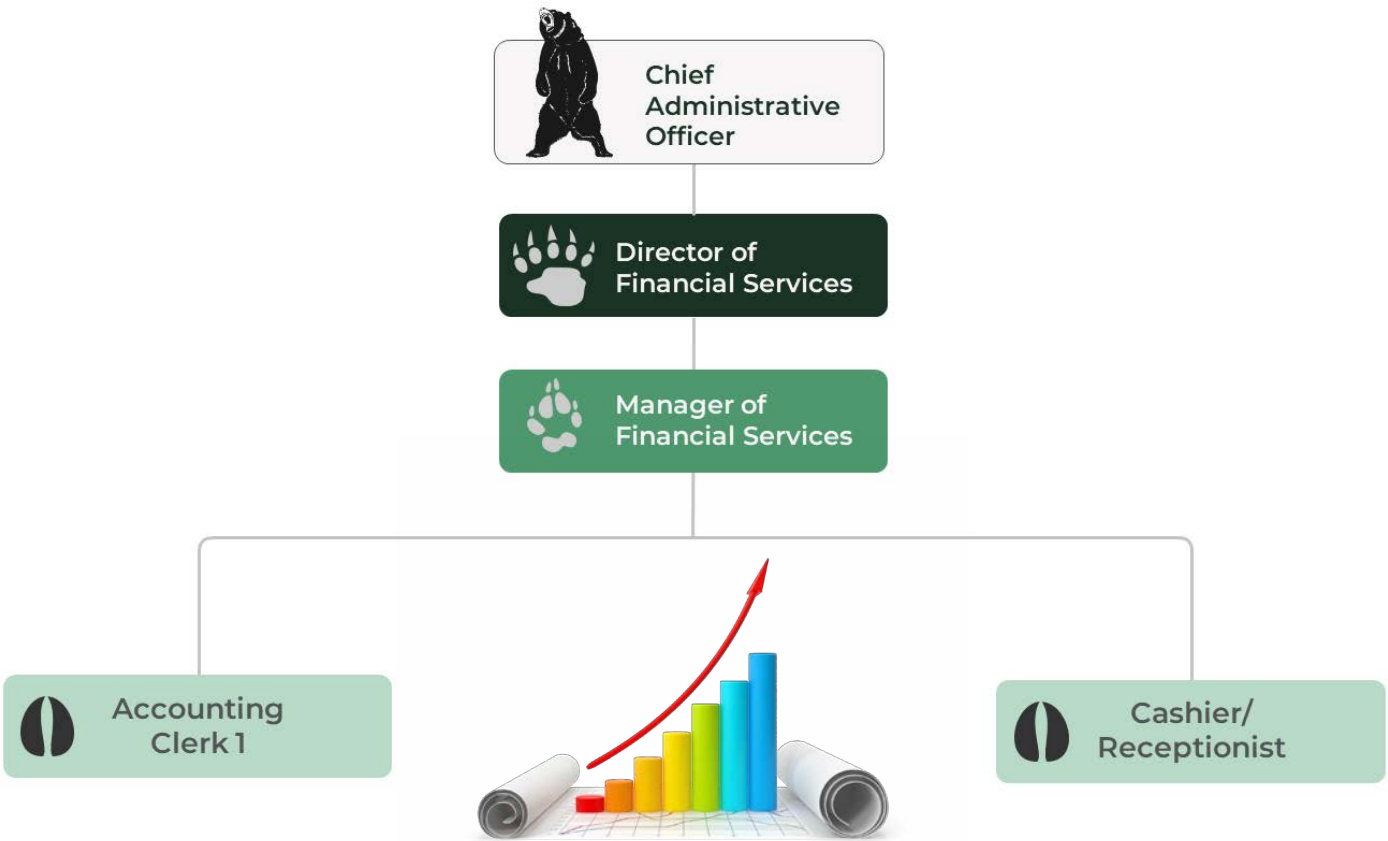 Chief
Administrative
Officer
Director of
Financial Services
Manager of
Financial Services
Accounting
Clerk 1
Cashier/
Receptionist